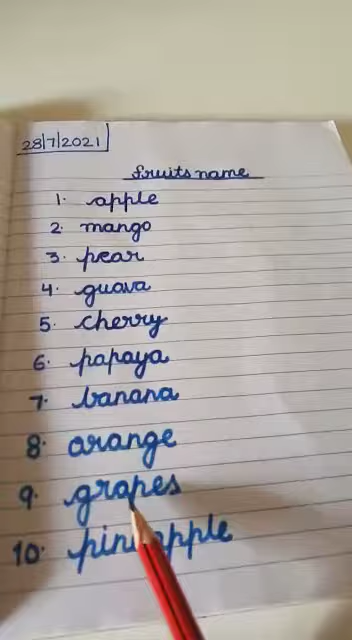 28/7/2021
fruits name
1. apple
2. mango
3. pear
4. guava
5. cherry
6. papaya
7. banana
8. orange
9. grapes
10. pineapple